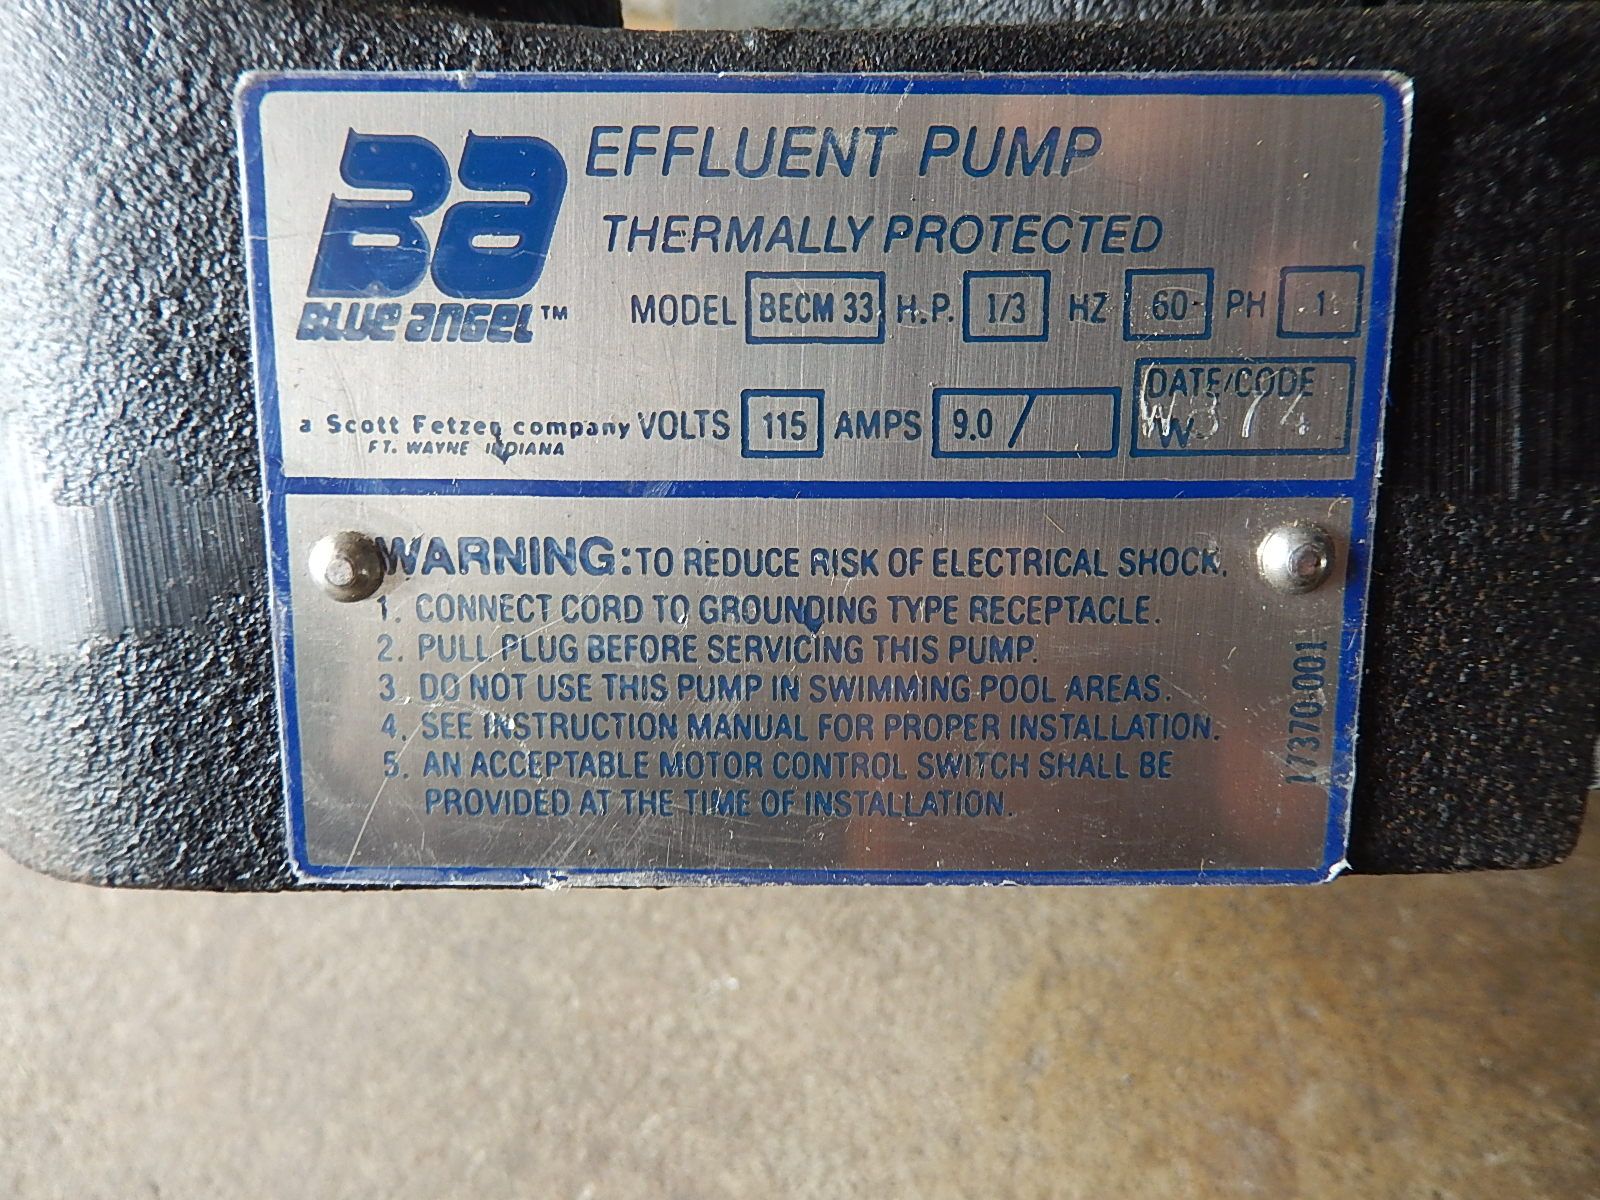 Ba EFFLUENT PUMP
THERMALLY PROTECTED
BLUE ANGEL™ MODEL BECM 33 H.P. 1/3 HZ 60 PH 1
a Scott Fetzer company VOLTS 115 AMPS 9.0 / DATE/CODE
FT. WAYNE INDIANA W W374
WARNING: TO REDUCE RISK OF ELECTRICAL SHOCK,
1. CONNECT CORD TO GROUNDING TYPE RECEPTACLE.
2. PULL PLUG BEFORE SERVICING THIS PUMP.
3. DO NOT USE THIS PUMP IN SWIMMING POOL AREAS.
4. SEE INSTRUCTION MANUAL FOR PROPER INSTALLATION.
5. AN ACCEPTABLE MOTOR CONTROL SWITCH SHALL BE
PROVIDED AT THE TIME OF INSTALLATION.
17370-001